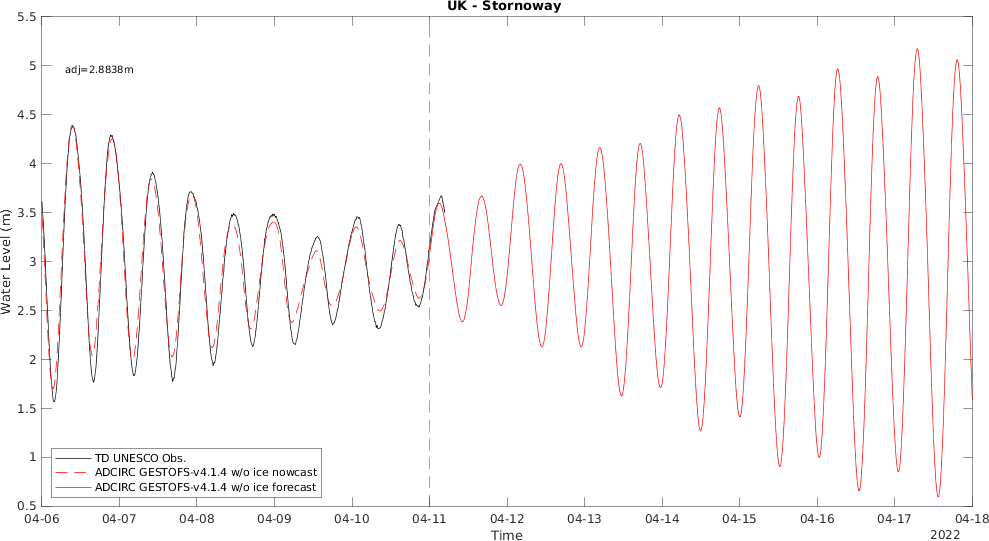 UK - Stornoway
adj=2.8838m
Water Level (m)
5.5
5
4.5
4
3.5
3
2.5
2
1.5
1
0.5
TD UNESCO Obs.
ADCIRC GESTOFS-v4.1.4 w/o ice nowcast
ADCIRC GESTOFS-v4.1.4 w/o ice forecast
04-06 04-07 04-08 04-09 04-10 04-11 04-12 04-13 04-14 04-15 04-16 04-17 04-18
Time
2022